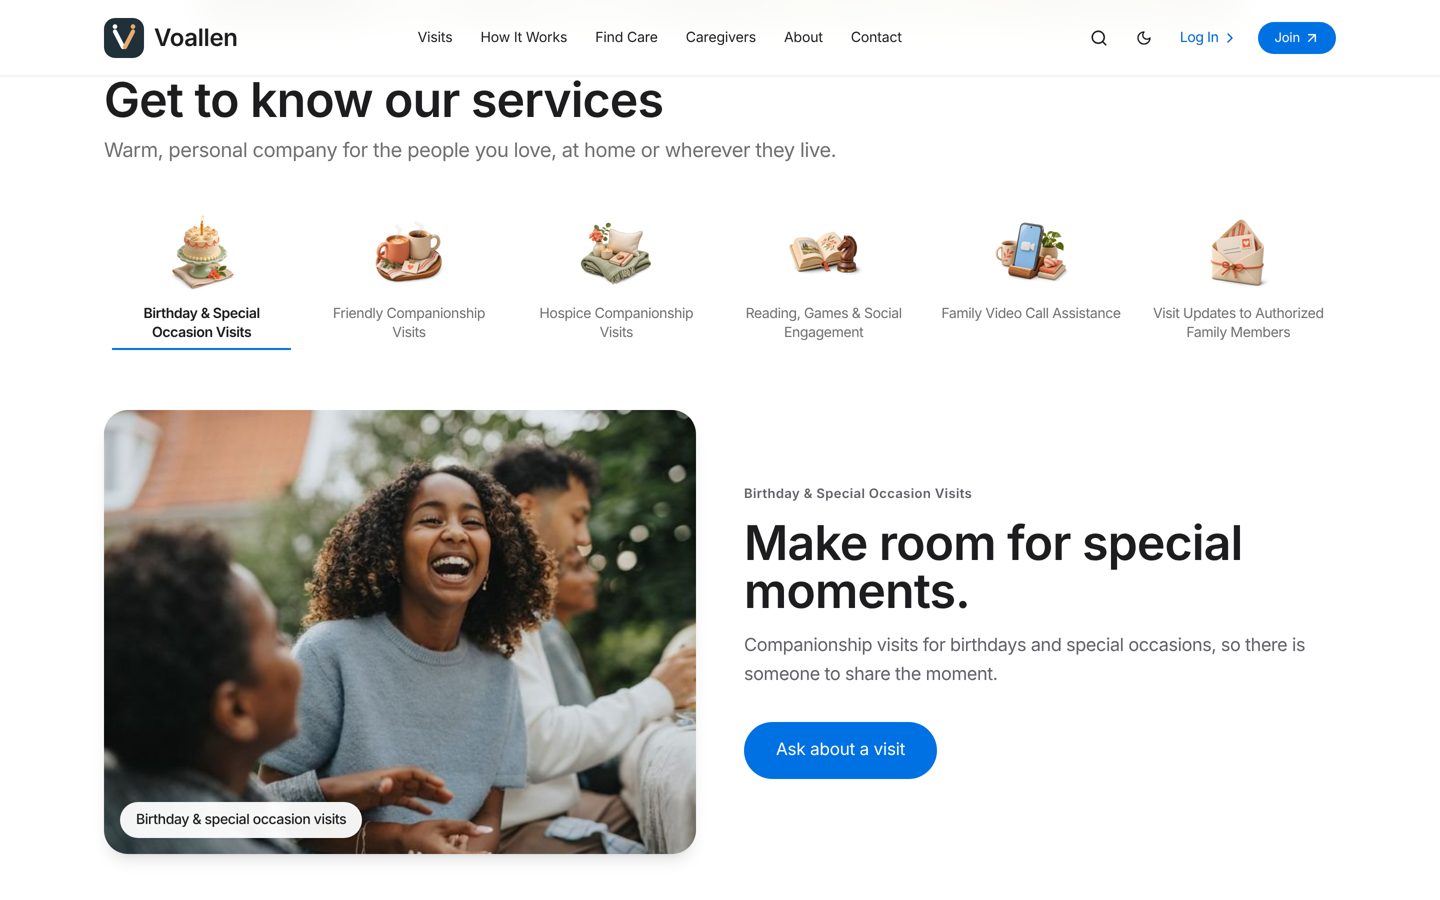 Voallen
Visits
How It Works
Find Care
Caregivers
About
Contact
Log In
Join
Get to know our services
Warm, personal company for the people you love, at home or wherever they live.
Birthday & Special
Occasion Visits
Friendly Companionship
Visits
Hospice Companionship
Visits
Reading, Games & Social
Engagement
Family Video Call Assistance
Visit Updates to Authorized
Family Members
Birthday & special occasion visits
Birthday & Special Occasion Visits
Make room for special
moments.
Companionship visits for birthdays and special occasions, so there is
someone to share the moment.
Ask about a visit